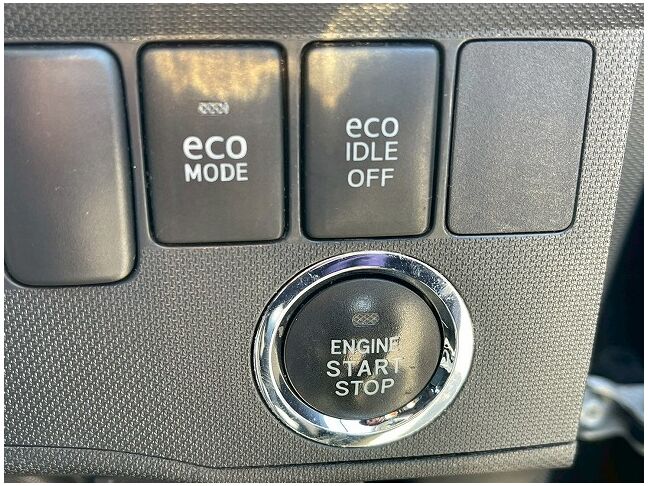 eco
MODE
eco
IDLE
OFF
ENGINE
START
STOP